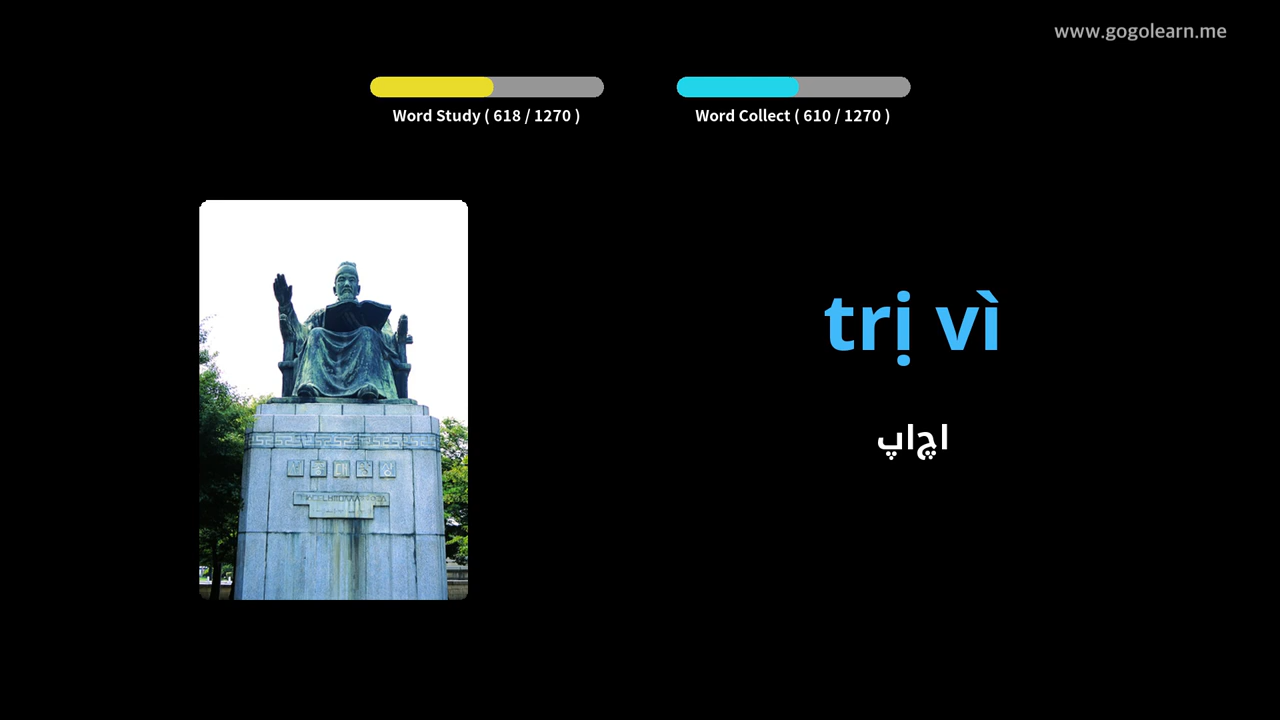 www.gogolearn.me
Word Study ( 618 / 1270 )
Word Collect ( 610 / 1270 )
trị vì
اچاپ